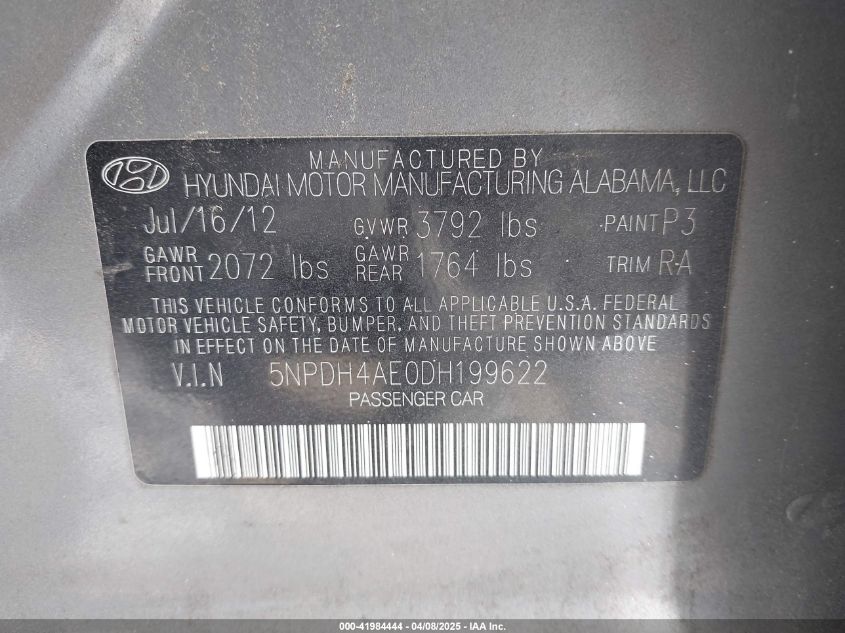 MANUFACTURED BY
HYUNDAI MOTOR MANUFACTURING ALABAMA, LLC
Jul/16/12 GVWR 3792 lbs PAINT P3
GAWR FRONT 2072 lbs GAWR REAR 1764 lbs TRIM RA
THIS VEHICLE CONFORMS TO ALL APPLICABLE U.S.A. FEDERAL
MOTOR VEHICLE SAFETY, BUMPER, AND THEFT PREVENTION STANDARDS
IN EFFECT ON THE DATE OF MANUFACTURE SHOWN ABOVE
V.I.N 5NPDH4AE0DH199622
PASSENGER CAR
000-41984444 - 04/08/2025 - IAA Inc.